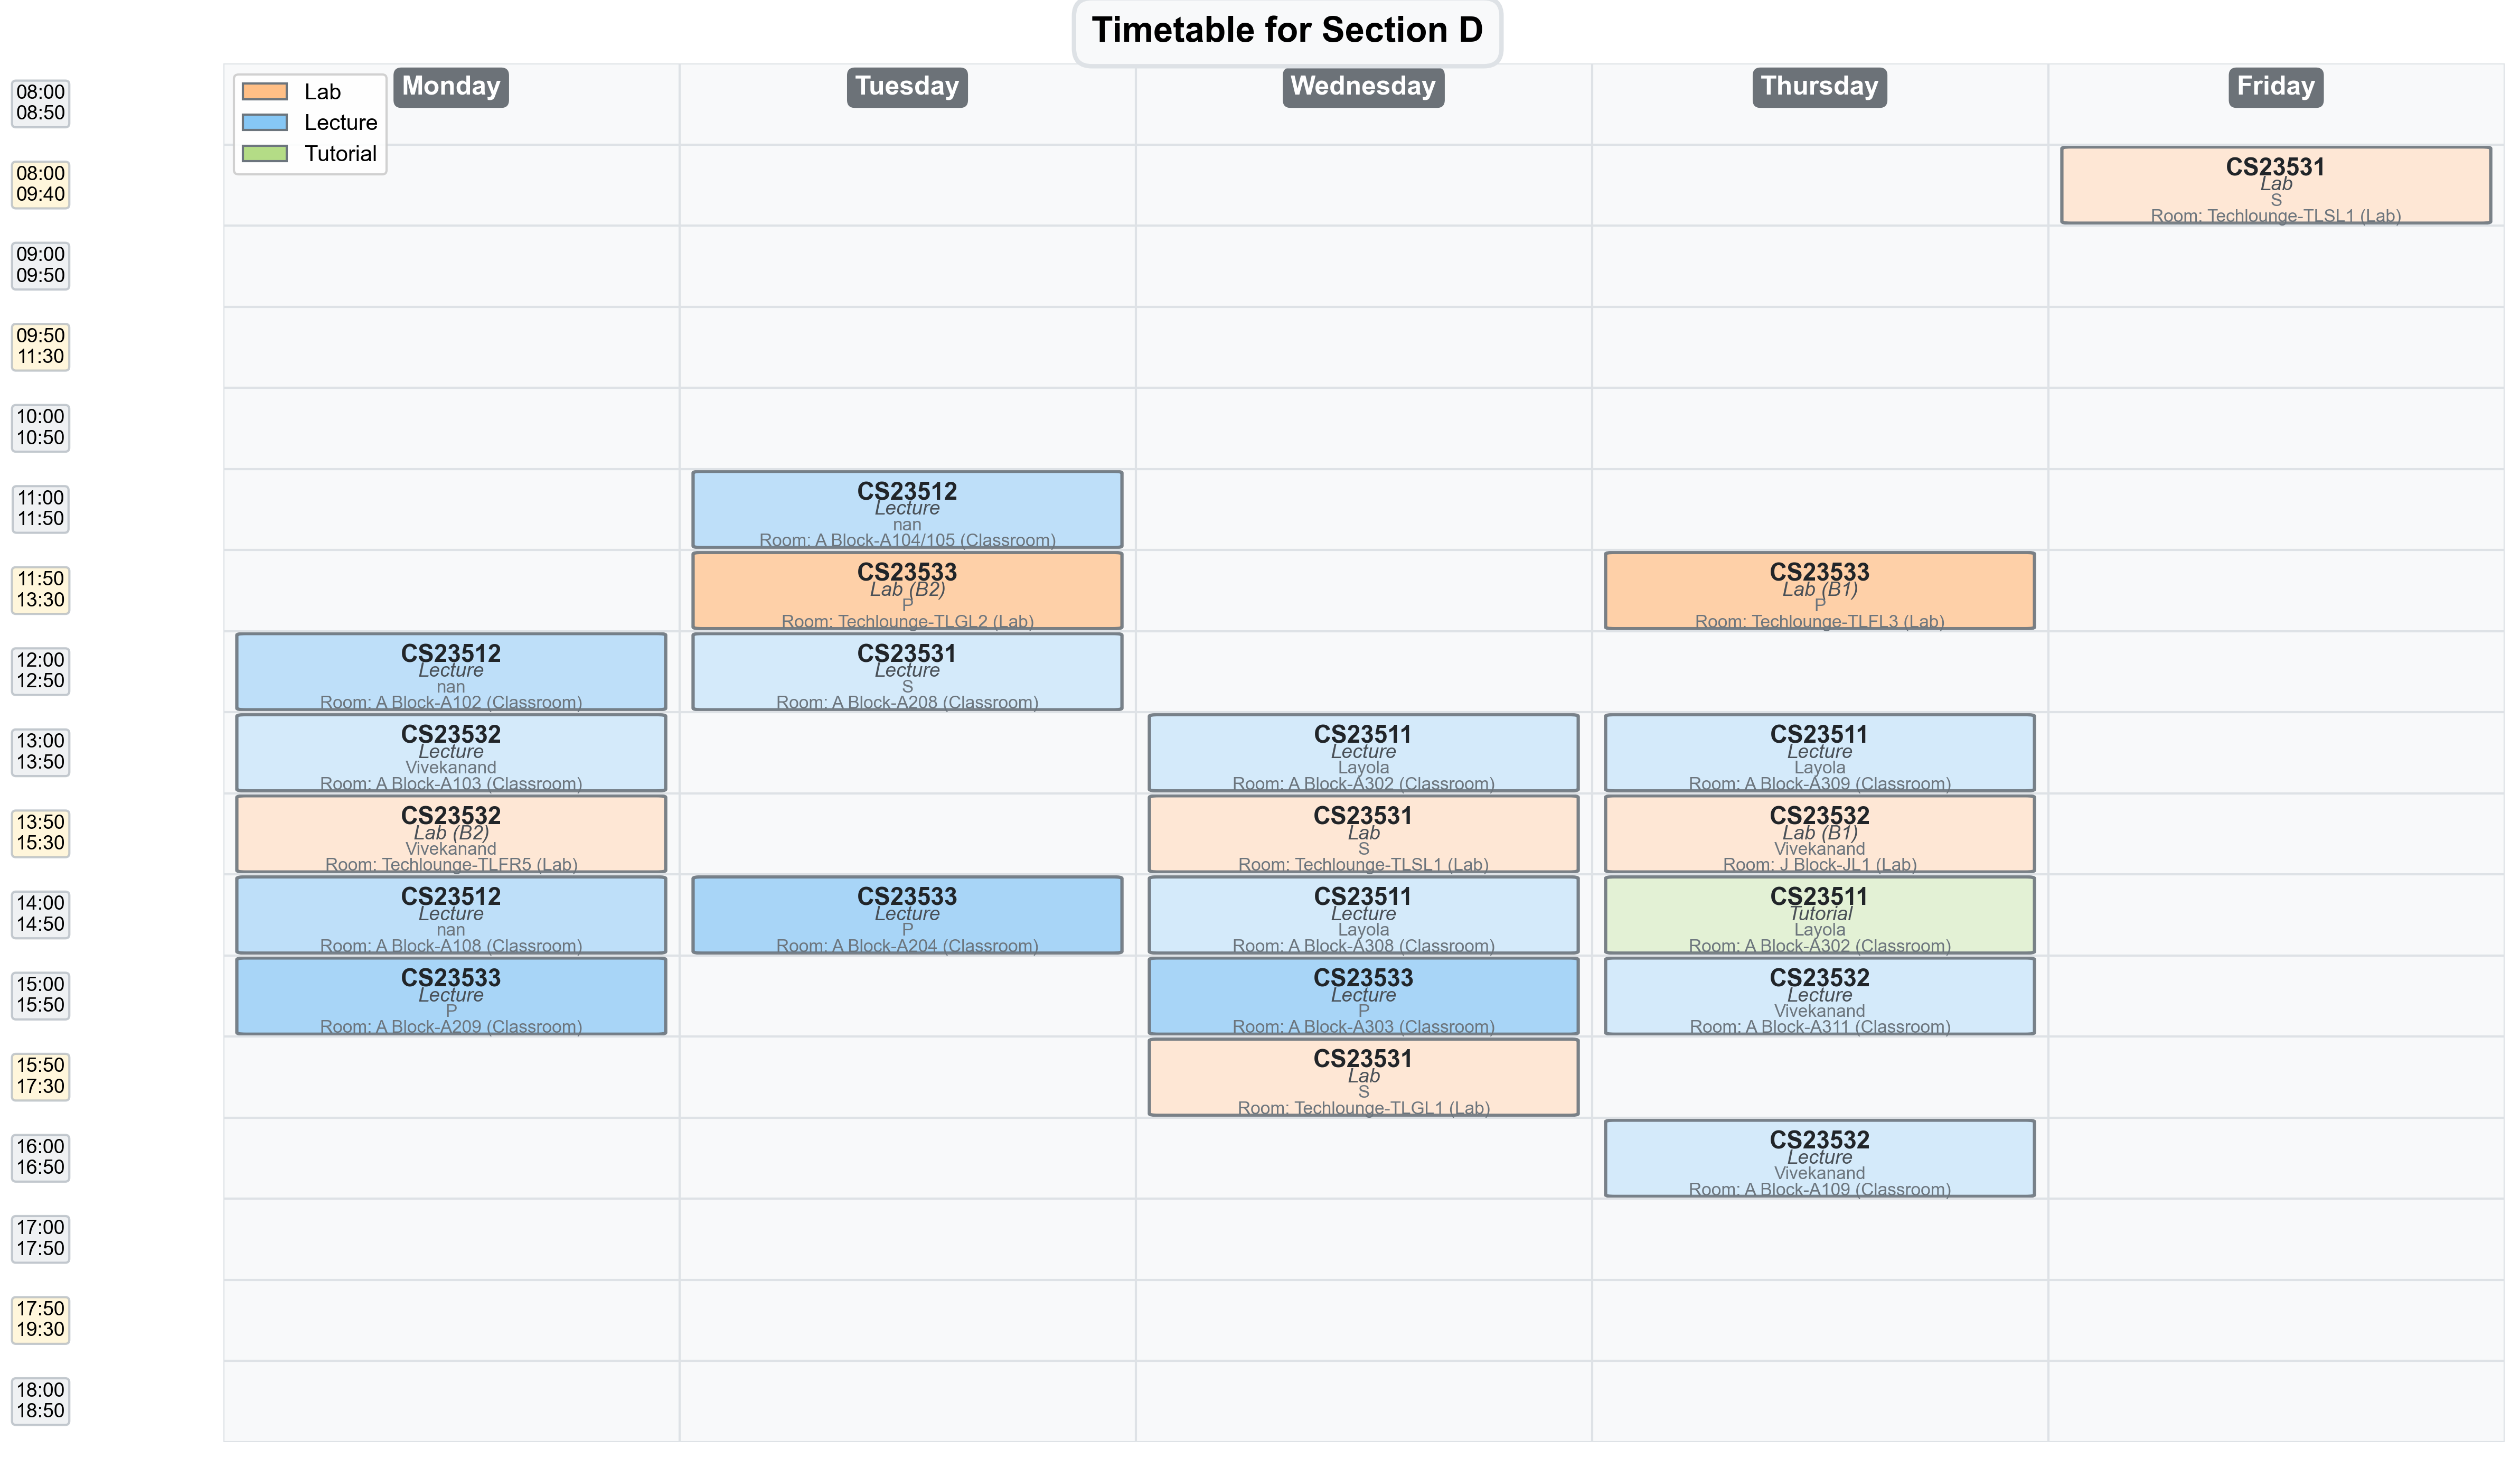 Timetable for Section D
Lab
Lecture
Tutorial
Monday
Tuesday
Wednesday
Thursday
Friday
08:00
08:50
08:00
09:40
CS23531
Lab
S
Room: Techlounge-TLSL1 (Lab)
09:00
09:50
09:50
11:30
10:00
10:50
11:00
11:50
CS23512
Lecture
nan
Room: A Block-A104/105 (Classroom)
11:50
13:30
CS23533
Lab (B2)
P
Room: Techlounge-TLGL2 (Lab)
CS23533
Lab (B1)
P
Room: Techlounge-TLFL3 (Lab)
12:00
12:50
CS23512
Lecture
nan
Room: A Block-A102 (Classroom)
CS23531
Lecture
S
Room: A Block-A208 (Classroom)
13:00
13:50
CS23532
Lecture
Vivekanand
Room: A Block-A103 (Classroom)
CS23511
Lecture
Layola
Room: A Block-A302 (Classroom)
CS23511
Lecture
Layola
Room: A Block-A309 (Classroom)
13:50
15:30
CS23532
Lab (B2)
Vivekanand
Room: Techlounge-TLFR5 (Lab)
CS23531
Lab
S
Room: Techlounge-TLSL1 (Lab)
CS23532
Lab (B1)
Vivekanand
Room: J Block-JL1 (Lab)
14:00
14:50
CS23512
Lecture
nan
Room: A Block-A108 (Classroom)
CS23533
Lecture
P
Room: A Block-A204 (Classroom)
CS23511
Lecture
Layola
Room: A Block-A308 (Classroom)
CS23511
Tutorial
Layola
Room: A Block-A302 (Classroom)
15:00
15:50
CS23533
Lecture
P
Room: A Block-A209 (Classroom)
CS23533
Lecture
P
Room: A Block-A303 (Classroom)
CS23532
Lecture
Vivekanand
Room: A Block-A311 (Classroom)
15:50
17:30
CS23531
Lab
S
Room: Techlounge-TLGL1 (Lab)
16:00
16:50
CS23532
Lecture
Vivekanand
Room: A Block-A109 (Classroom)
17:00
17:50
17:50
19:30
18:00
18:50